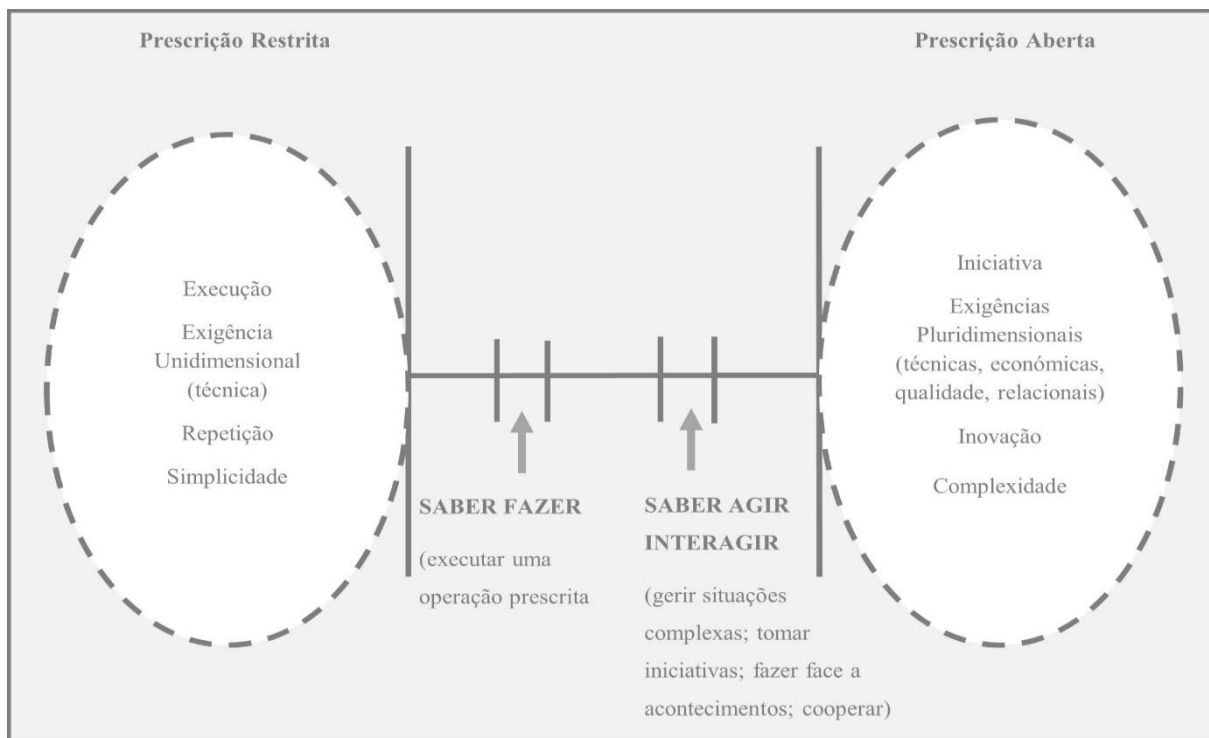 Prescrição Restrita
Prescrição Aberta
Execução
Exigência
Unidimensional
(técnica)
Repetição
Simplicidade
SABER FAZER
(executar uma
operação prescrita
SABER AGIR
INTERAGIR
(gerir situações
complexas; tomar
iniciativas; fazer face a
acontecimentos; cooperar)
Iniciativa
Exigências
Pluridimensionais
(técnicas, económicas,
qualidade, relacionais)
Inovação
Complexidade